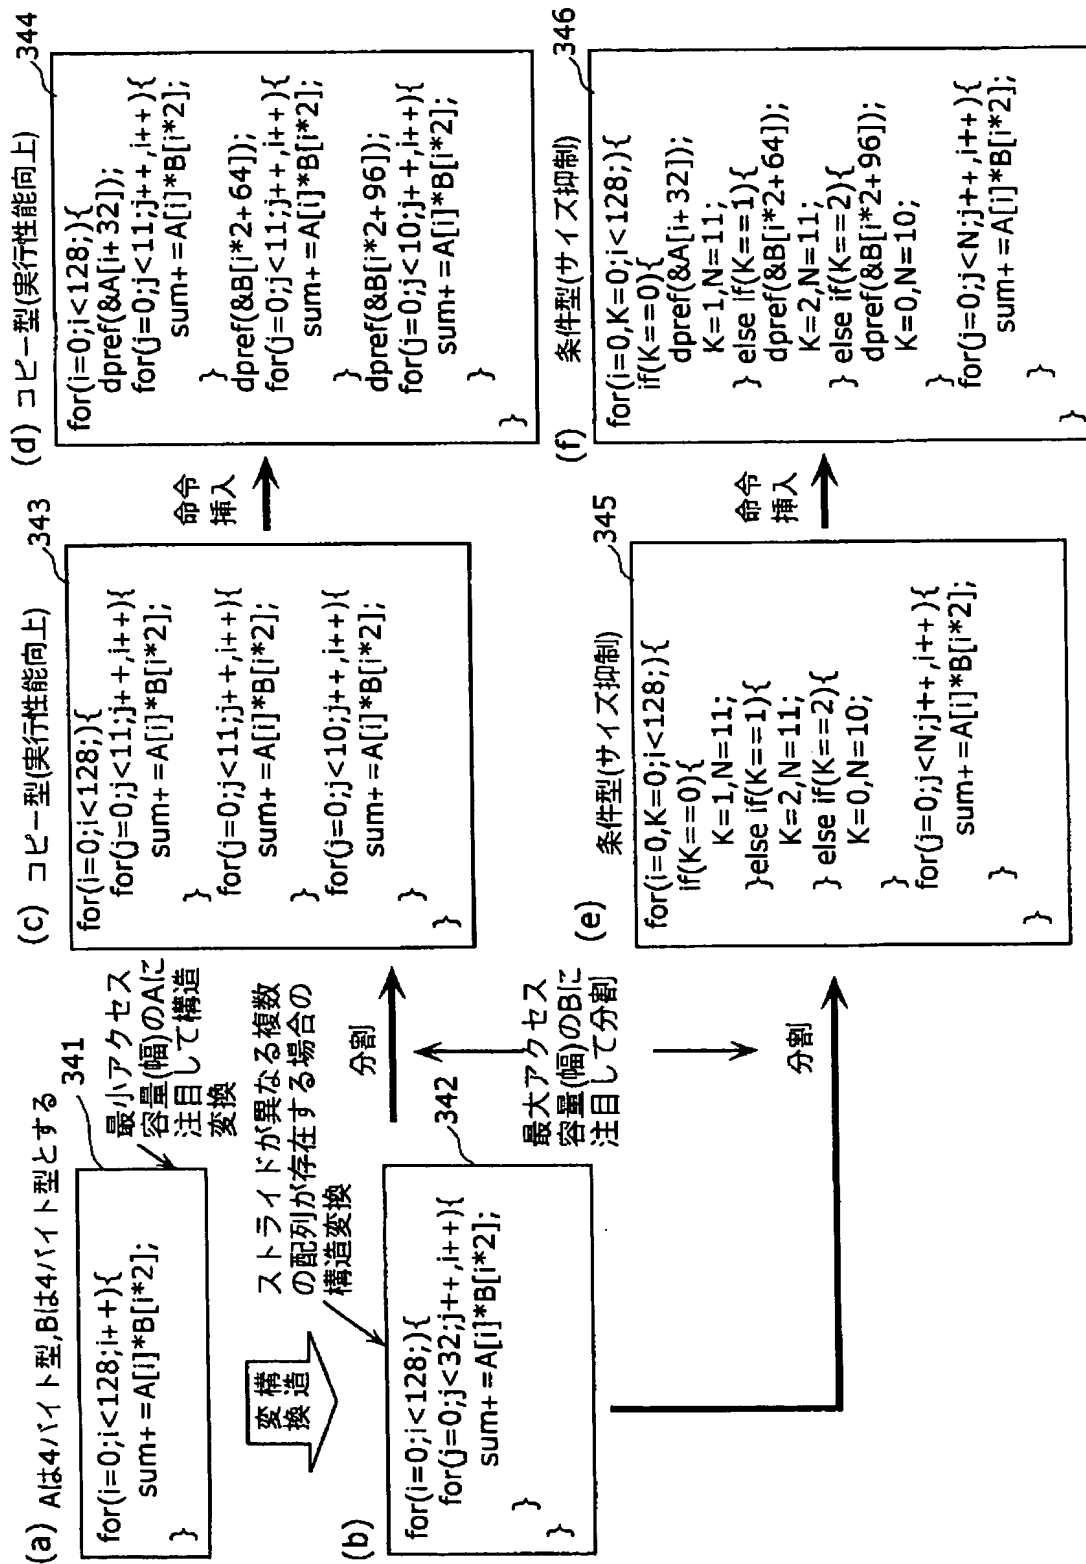 (a) Aは4バイト型,Bは4バイト型とする
341
for(i=0;i<128;i++){
sum+=A[i]*B[i*2];
}
最小アクセス
容量(幅)のAに
注目して構造
変換
構造
変換
ストライドが異なる複数
の配列が存在する場合の
構造変換
(b)
342
for(i=0;i<128;){
for(j=0;j<32;j++,i++){
sum+=A[i]*B[i*2];
}
}
分割
最大アクセス
容量(幅)のBに
注目して分割
分割
(c) コピー型(実行性能向上)
343
for(i=0;i<128;){
for(j=0;j<11;j++,i++){
sum+=A[i]*B[i*2];
}
for(j=0;j<11;j++,i++){
sum+=A[i]*B[i*2];
}
for(j=0;j<10;j++,i++){
sum+=A[i]*B[i*2];
}
}
命令
挿入
(d) コピー型(実行性能向上)
344
for(i=0;i<128;){
dpref(&A[i+32]);
for(j=0;j<11;j++,i++){
sum+=A[i]*B[i*2];
}
dpref(&B[i*2+64]);
for(j=0;j<11;j++,i++){
sum+=A[i]*B[i*2];
}
dpref(&B[i*2+96]);
for(j=0;j<10;j++,i++){
sum+=A[i]*B[i*2];
}
}
(e) 条件型(サイズ抑制)
345
for(i=0,K=0;i<128;){
if(K==0){
K=1,N=11;
}else if(K==1){
K=2,N=11;
} else if(K==2){
K=0,N=10;
}
for(j=0;j<N;j++,i++){
sum+=A[i]*B[i*2];
}
}
命令
挿入
(f) 条件型(サイズ抑制)
346
for(i=0,K=0;i<128;){
if(K==0){
dpref(&A[i+32]);
K=1,N=11;
} else if(K==1){
dpref(&B[i*2+64]);
K=2,N=11;
} else if(K==2){
dpref(&B[i*2+96]);
K=0,N=10;
}
for(j=0;j<N;j++,i++){
sum+=A[i]*B[i*2];
}
}